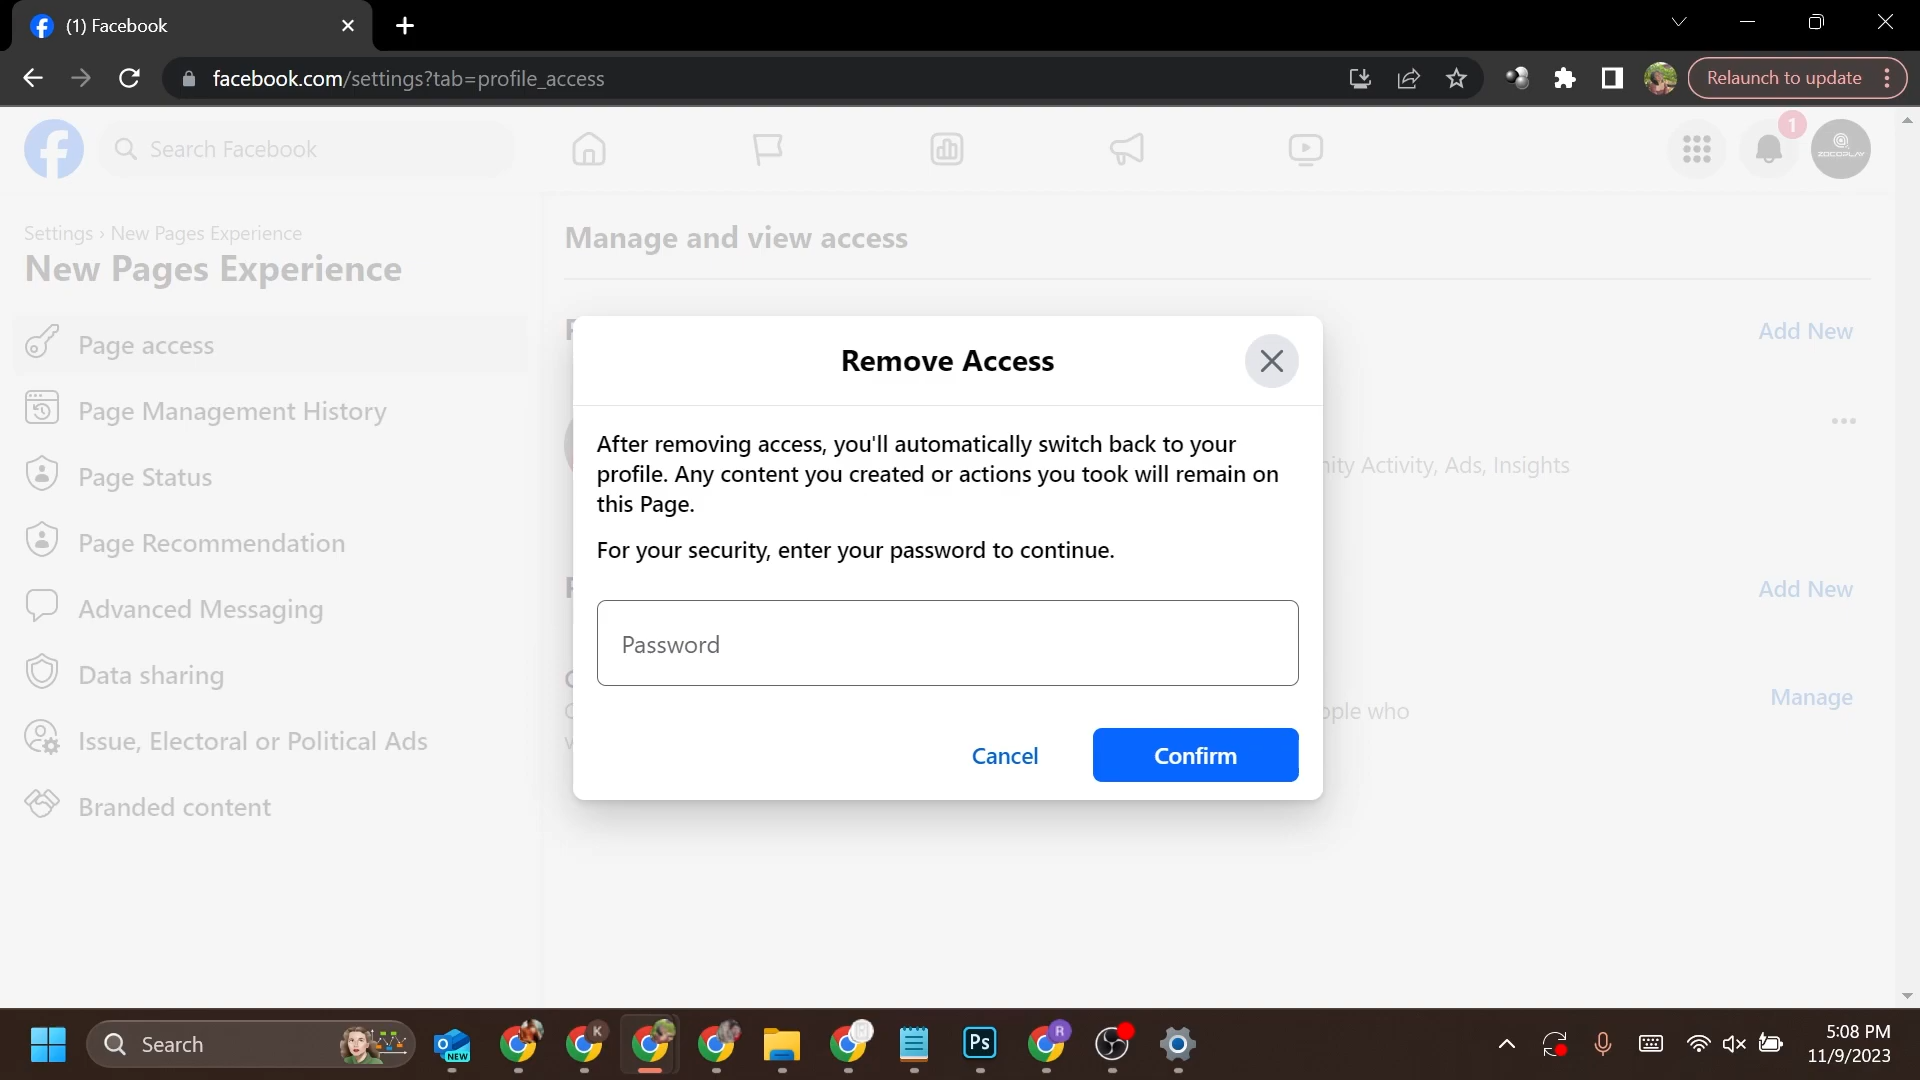 (1) Facebook
facebook.com/settings?tab=profile_access
Relaunch to update
Search Facebook
1
ZOCOPLAY
Settings › New Pages Experience
New Pages Experience
Page access
Page Management History
Page Status
Page Recommendation
Advanced Messaging
Data sharing
Issue, Electoral or Political Ads
Branded content
Manage and view access
Add New
nity Activity, Ads, Insights
Add New
Manage
ople who
Remove Access
After removing access, you'll automatically switch back to your
profile. Any content you created or actions you took will remain on
this Page.
For your security, enter your password to continue.
Password
Cancel
Confirm
Search
NEW
K
Ps
R
5:08 PM
11/9/2023